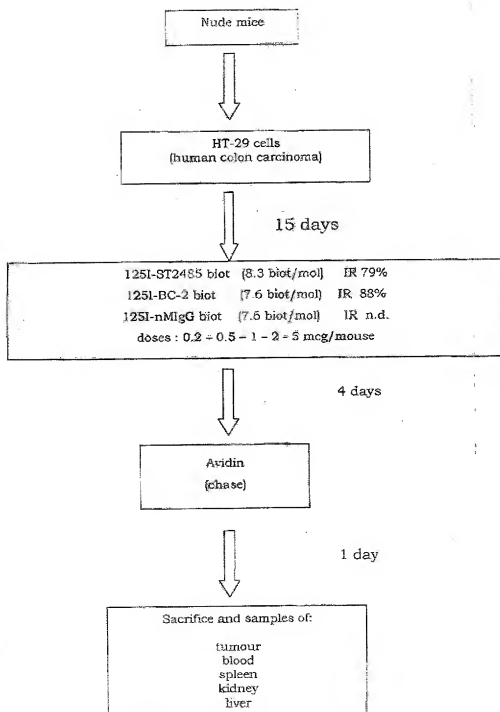 Nude mice
HT-29 cells
(human colon carcinoma)
15 days
125I-ST2485 biot (8.3 biot/mol) IR 79%
125I-BC-2 biot (7.6 biot/mol) IR 88%
125I-nMIgG biot (7.6 biot/mol) IR n.d.
doses : 0.2 - 0.5 - 1 - 2 - 5 mcg/mouse
4 days
Avidin
(chase)
1 day
Sacrifice and samples of:
tumour
blood
spleen
kidney
liver